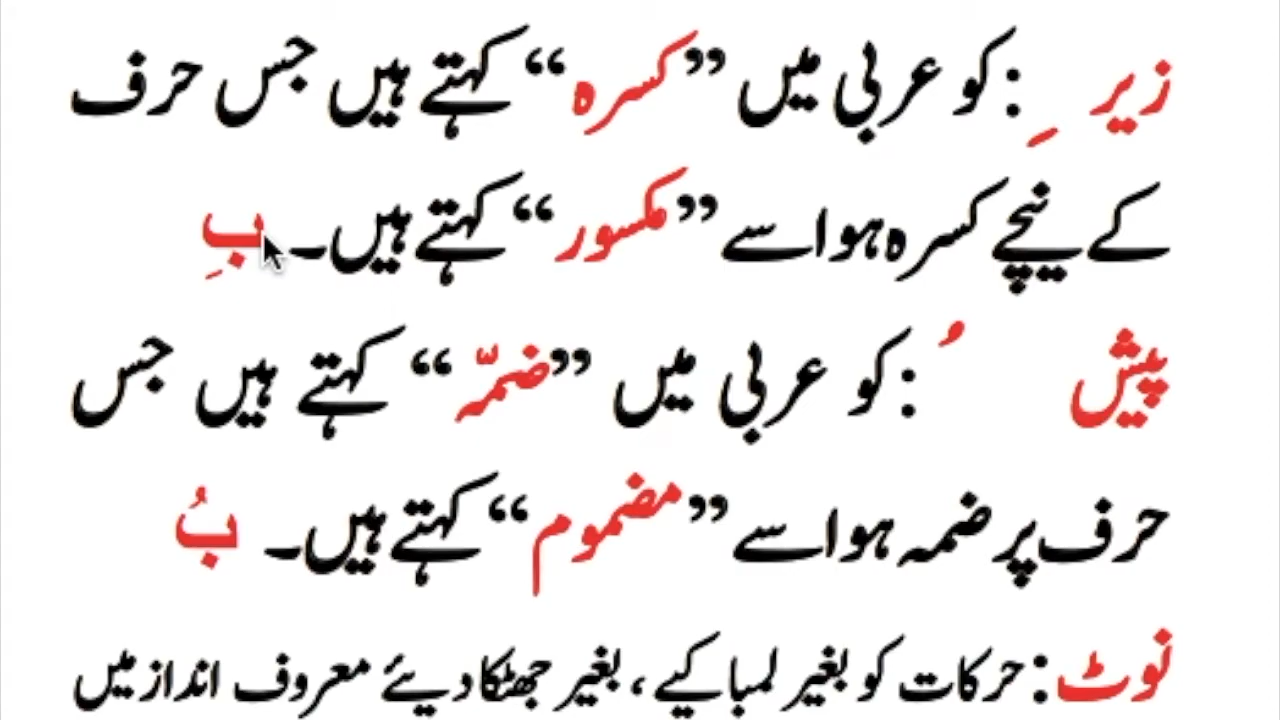 زیر ـِ : کو عربی میں ”کسرہ“ کہتے ہیں جس حرف
کے نیچے کسرہ ہو اسے ”مکسور“ کہتے ہیں۔ بِ
پیش ـُ : کو عربی میں ”ضمّہ“ کہتے ہیں جس
حرف پر ضمہ ہو اسے ”مضموم“ کہتے ہیں۔ بُ
نوٹ: حرکات کو بغیر لمبا کیے، بغیر جھٹکا دیئے معروف انداز میں